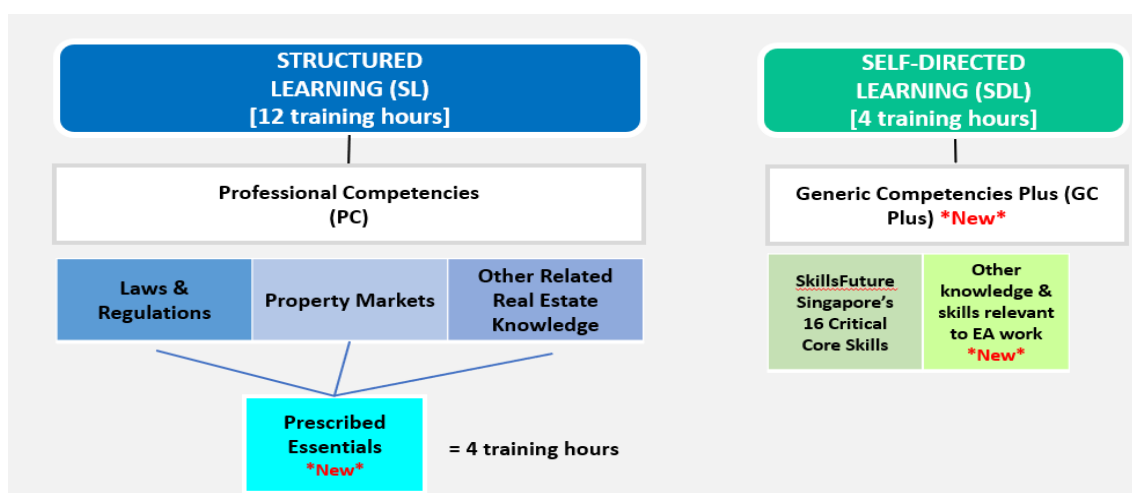 STRUCTURED
LEARNING (SL)
[12 training hours]
Professional Competencies
(PC)
Laws &
Regulations
Property Markets
Other Related
Real Estate
Knowledge
Prescribed
Essentials
*New*
= 4 training hours
SELF-DIRECTED
LEARNING (SDL)
[4 training hours]
Generic Competencies Plus (GC
Plus) *New*
SkillsFuture
Singapore's
16 Critical
Core Skills
Other
knowledge &
skills relevant
to EA work
*New*